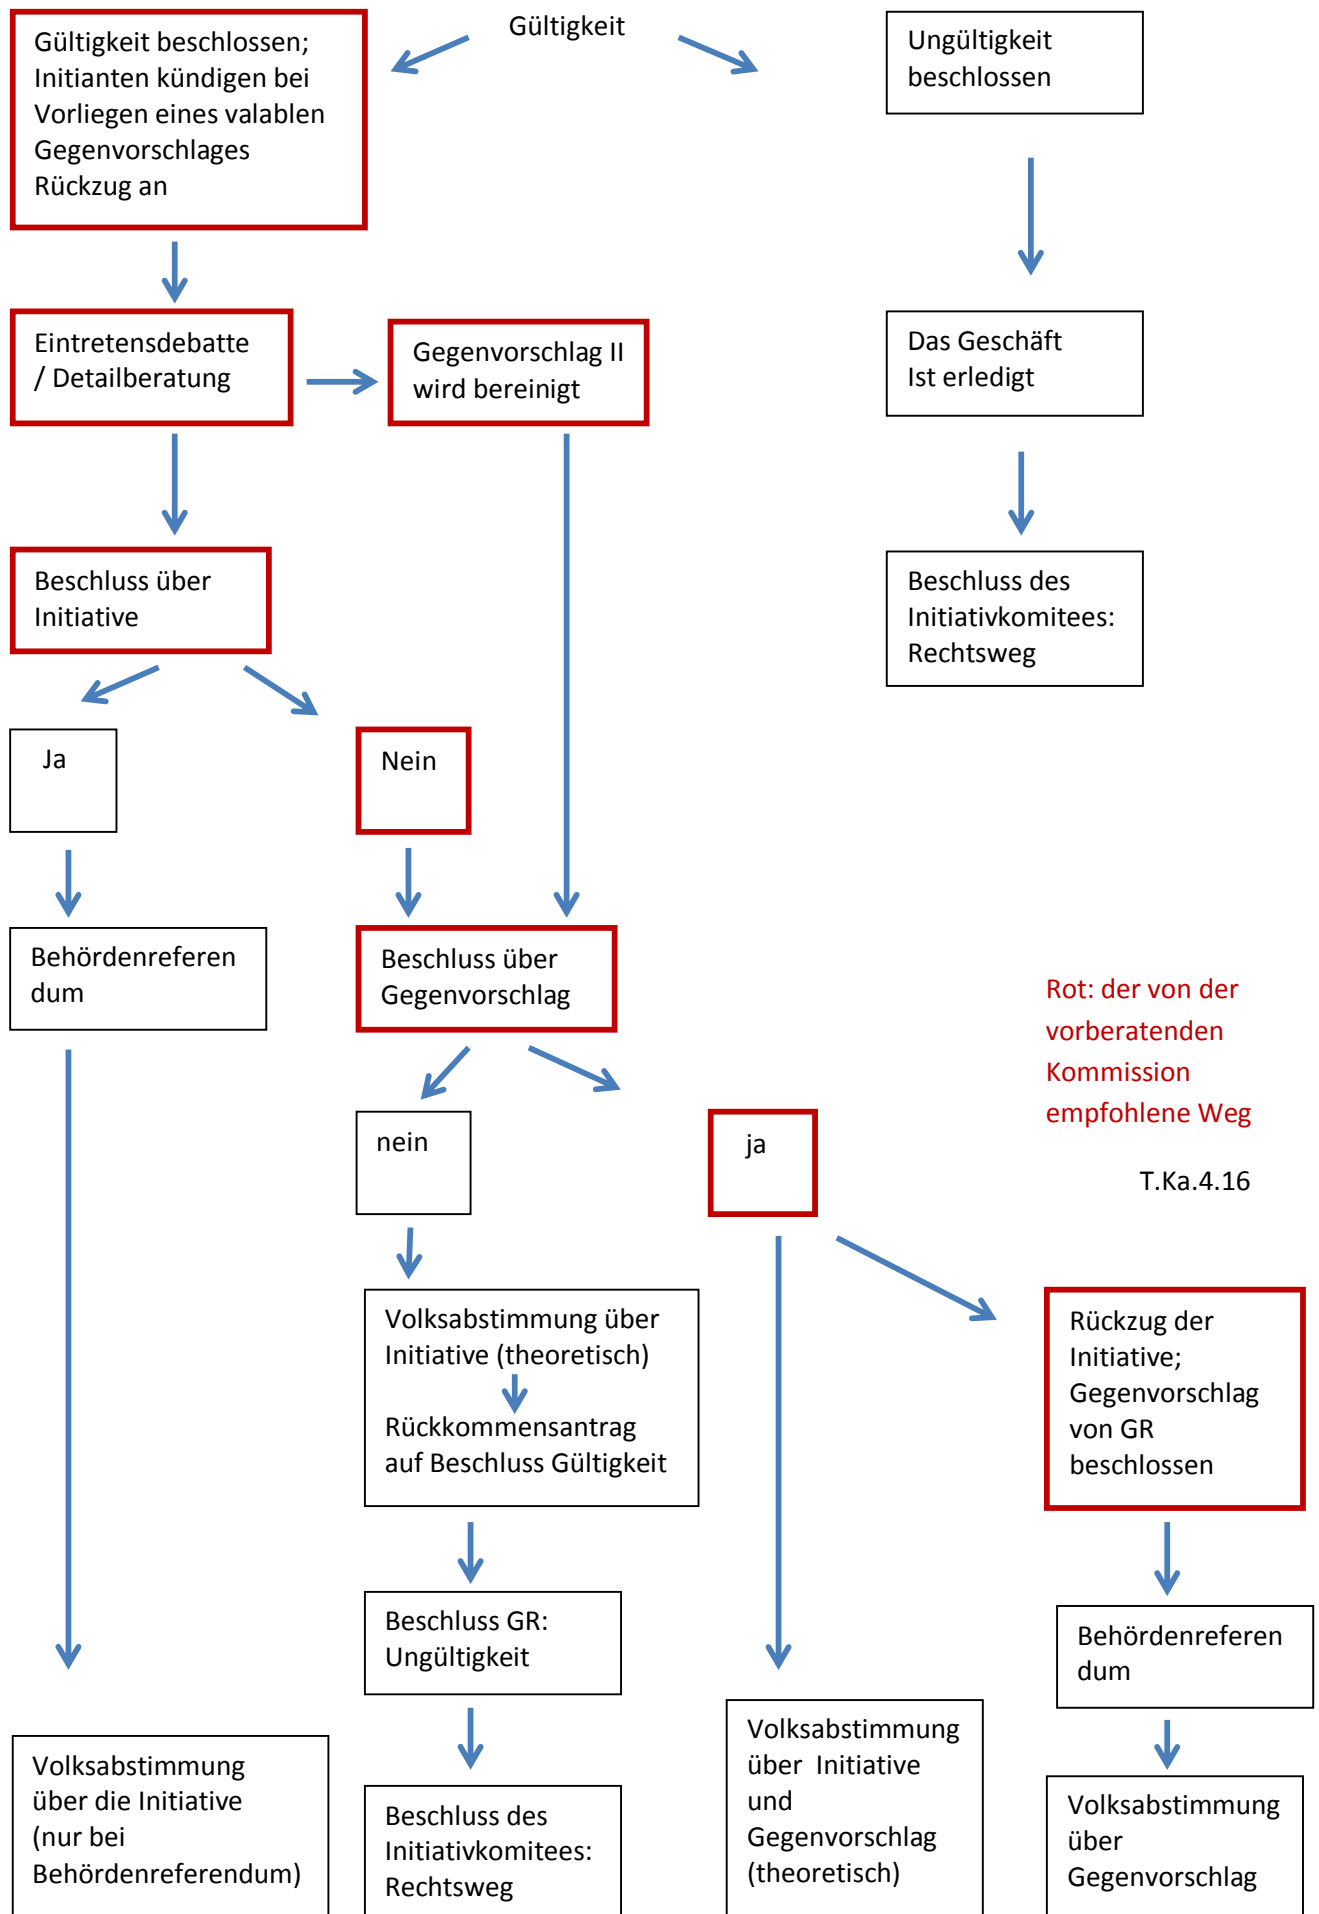 Gültigkeit
Gültigkeit beschlossen;
Initianten kündigen bei
Vorliegen eines valablen
Gegenvorschlages
Rückzug an
Ungültigkeit
beschlossen
Eintretensdebatte
/ Detailberatung
Gegenvorschlag II
wird bereinigt
Das Geschäft
Ist erledigt
Beschluss über
Initiative
Beschluss des
Initiativkomitees:
Rechtsweg
Ja
Nein
Behördenreferen
dum
Beschluss über
Gegenvorschlag
Rot: der von der
vorberatenden
Kommission
empfohlene Weg
T.Ka.4.16
nein
ja
Volksabstimmung über
Initiative (theoretisch)
Rückkommensantrag
auf Beschluss Gültigkeit
Rückzug der
Initiative;
Gegenvorschlag
von GR
beschlossen
Beschluss GR:
Ungültigkeit
Behördenreferen
dum
Volksabstimmung
über die Initiative
(nur bei
Behördenreferendum)
Beschluss des
Initiativkomitees:
Rechtsweg
Volksabstimmung
über  Initiative
und
Gegenvorschlag
(theoretisch)
Volksabstimmung
über
Gegenvorschlag